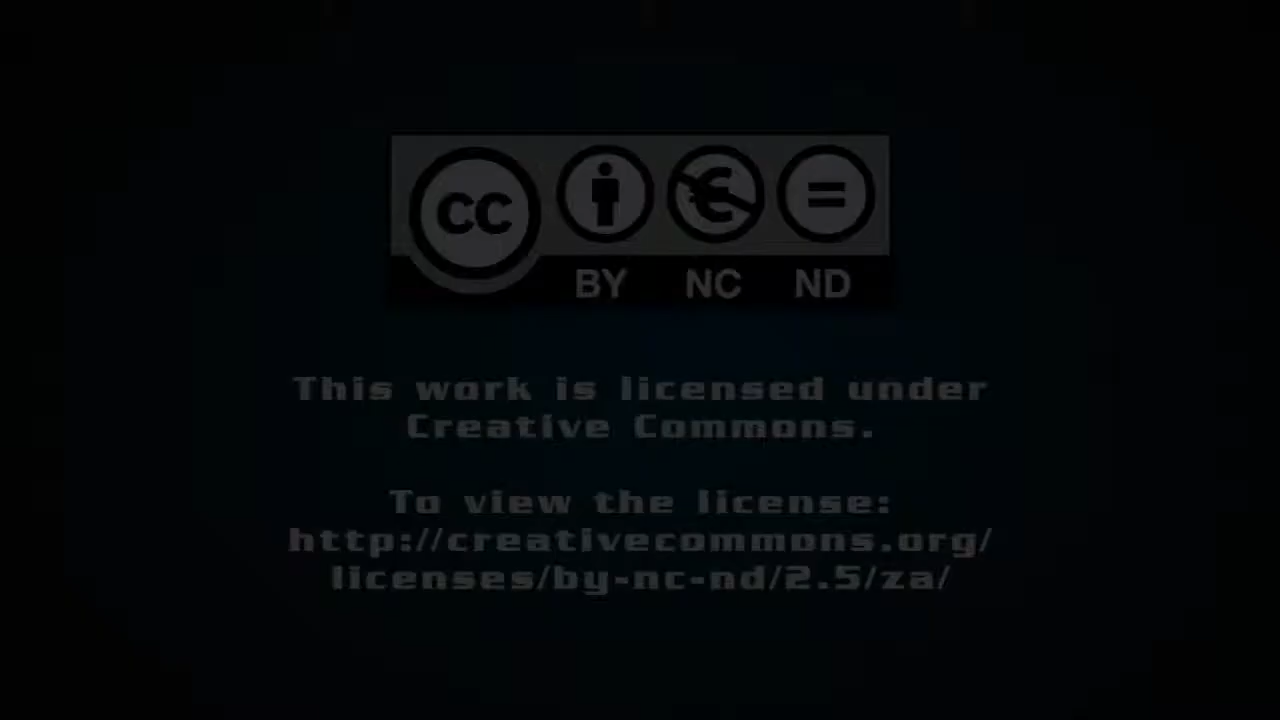 CC
BY NC ND
This work is licensed under
Creative Commons.
To view the license:
http://creativecommons.org/
licenses/by-nc-nd/2.5/za/